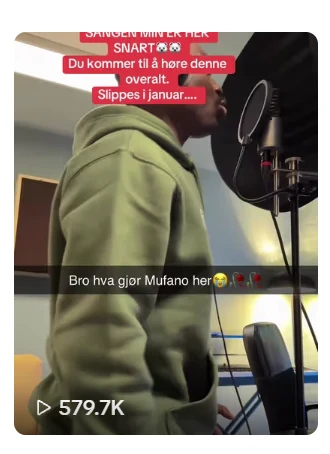 SANGEN MIN ER HER
SNART🐼🐼
Du kommer til å høre denne
overalt.
Slippes i januar....
Bro hva gjør Mufano her😭🥀🥀
579.7K